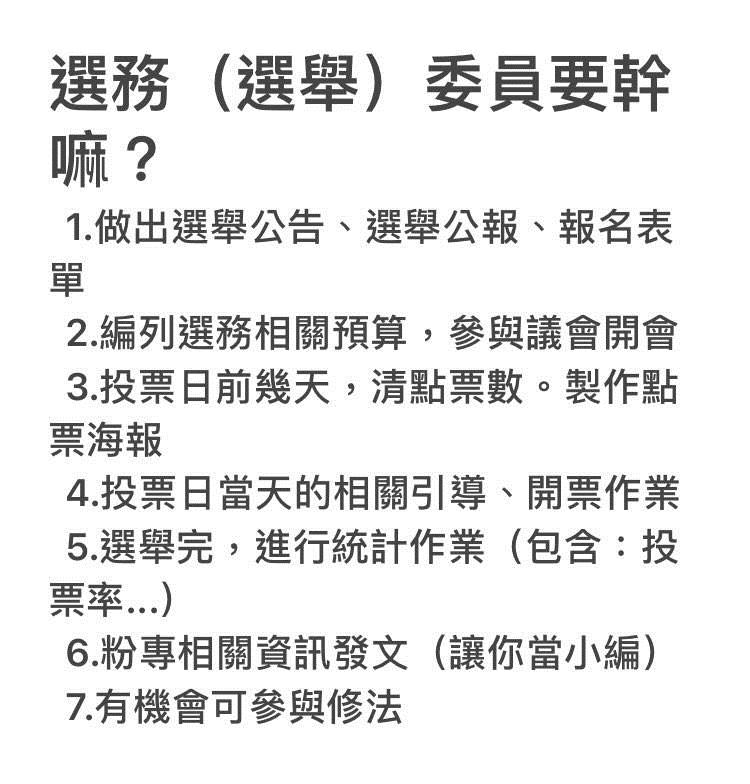 選務（選舉）委員要幹
嘛？
1.做出選舉公告、選舉公報、報名表
單
2.編列選務相關預算，參與議會開會
3.投票日前幾天，清點票數。製作點
票海報
4.投票日當天的相關引導、開票作業
5.選舉完，進行統計作業（包含：投
票率...）
6.粉專相關資訊發文（讓你當小編）
7.有機會可參與修法